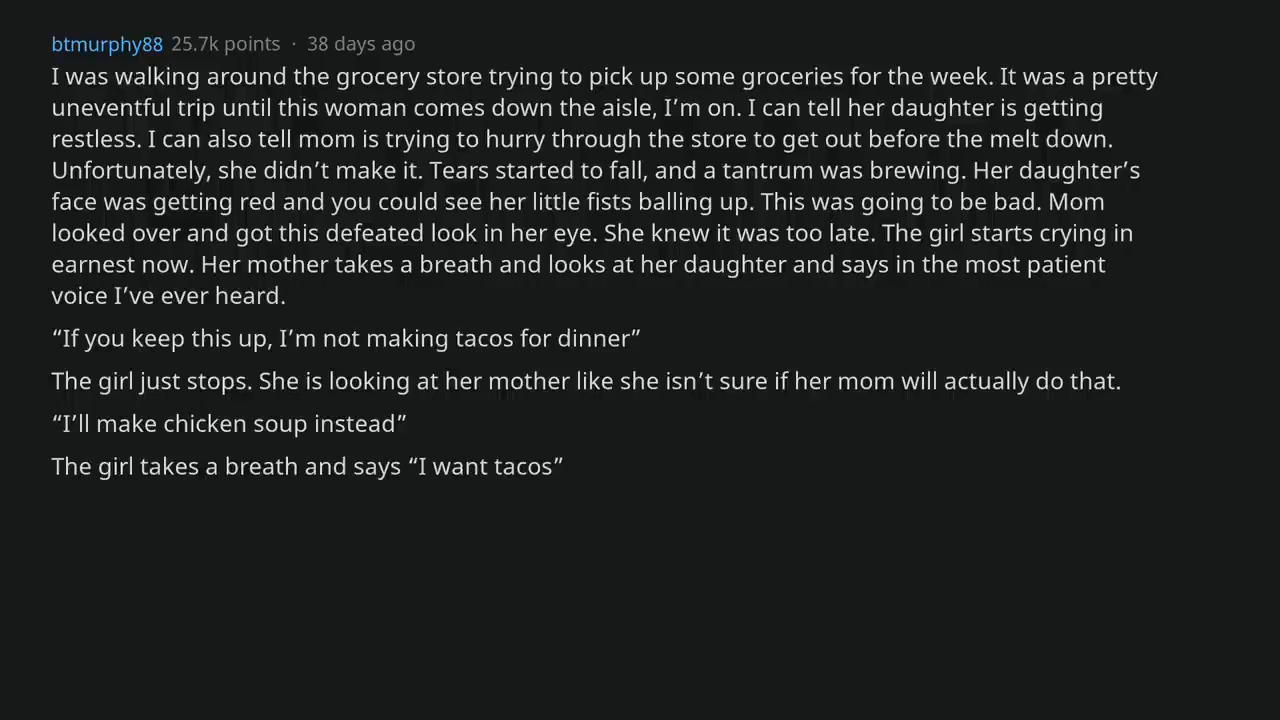 btmurphy88 25.7k points · 38 days ago
I was walking around the grocery store trying to pick up some groceries for the week. It was a pretty
uneventful trip until this woman comes down the aisle, I’m on. I can tell her daughter is getting
restless. I can also tell mom is trying to hurry through the store to get out before the melt down.
Unfortunately, she didn’t make it. Tears started to fall, and a tantrum was brewing. Her daughter’s
face was getting red and you could see her little fists balling up. This was going to be bad. Mom
looked over and got this defeated look in her eye. She knew it was too late. The girl starts crying in
earnest now. Her mother takes a breath and looks at her daughter and says in the most patient
voice I’ve ever heard.
“If you keep this up, I’m not making tacos for dinner”
The girl just stops. She is looking at her mother like she isn’t sure if her mom will actually do that.
“I’ll make chicken soup instead”
The girl takes a breath and says “I want tacos”